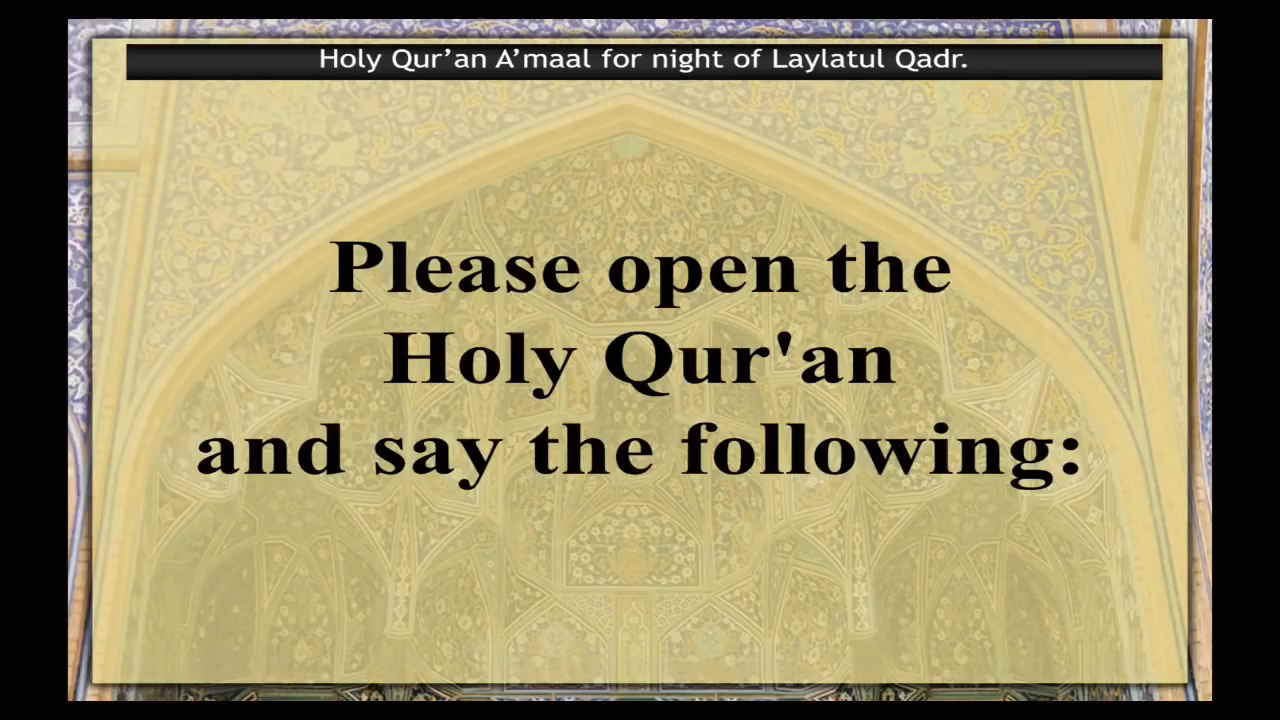 Holy Qur’an A’maal for night of Laylatul Qadr.
Please open the
Holy Qur'an
and say the following: